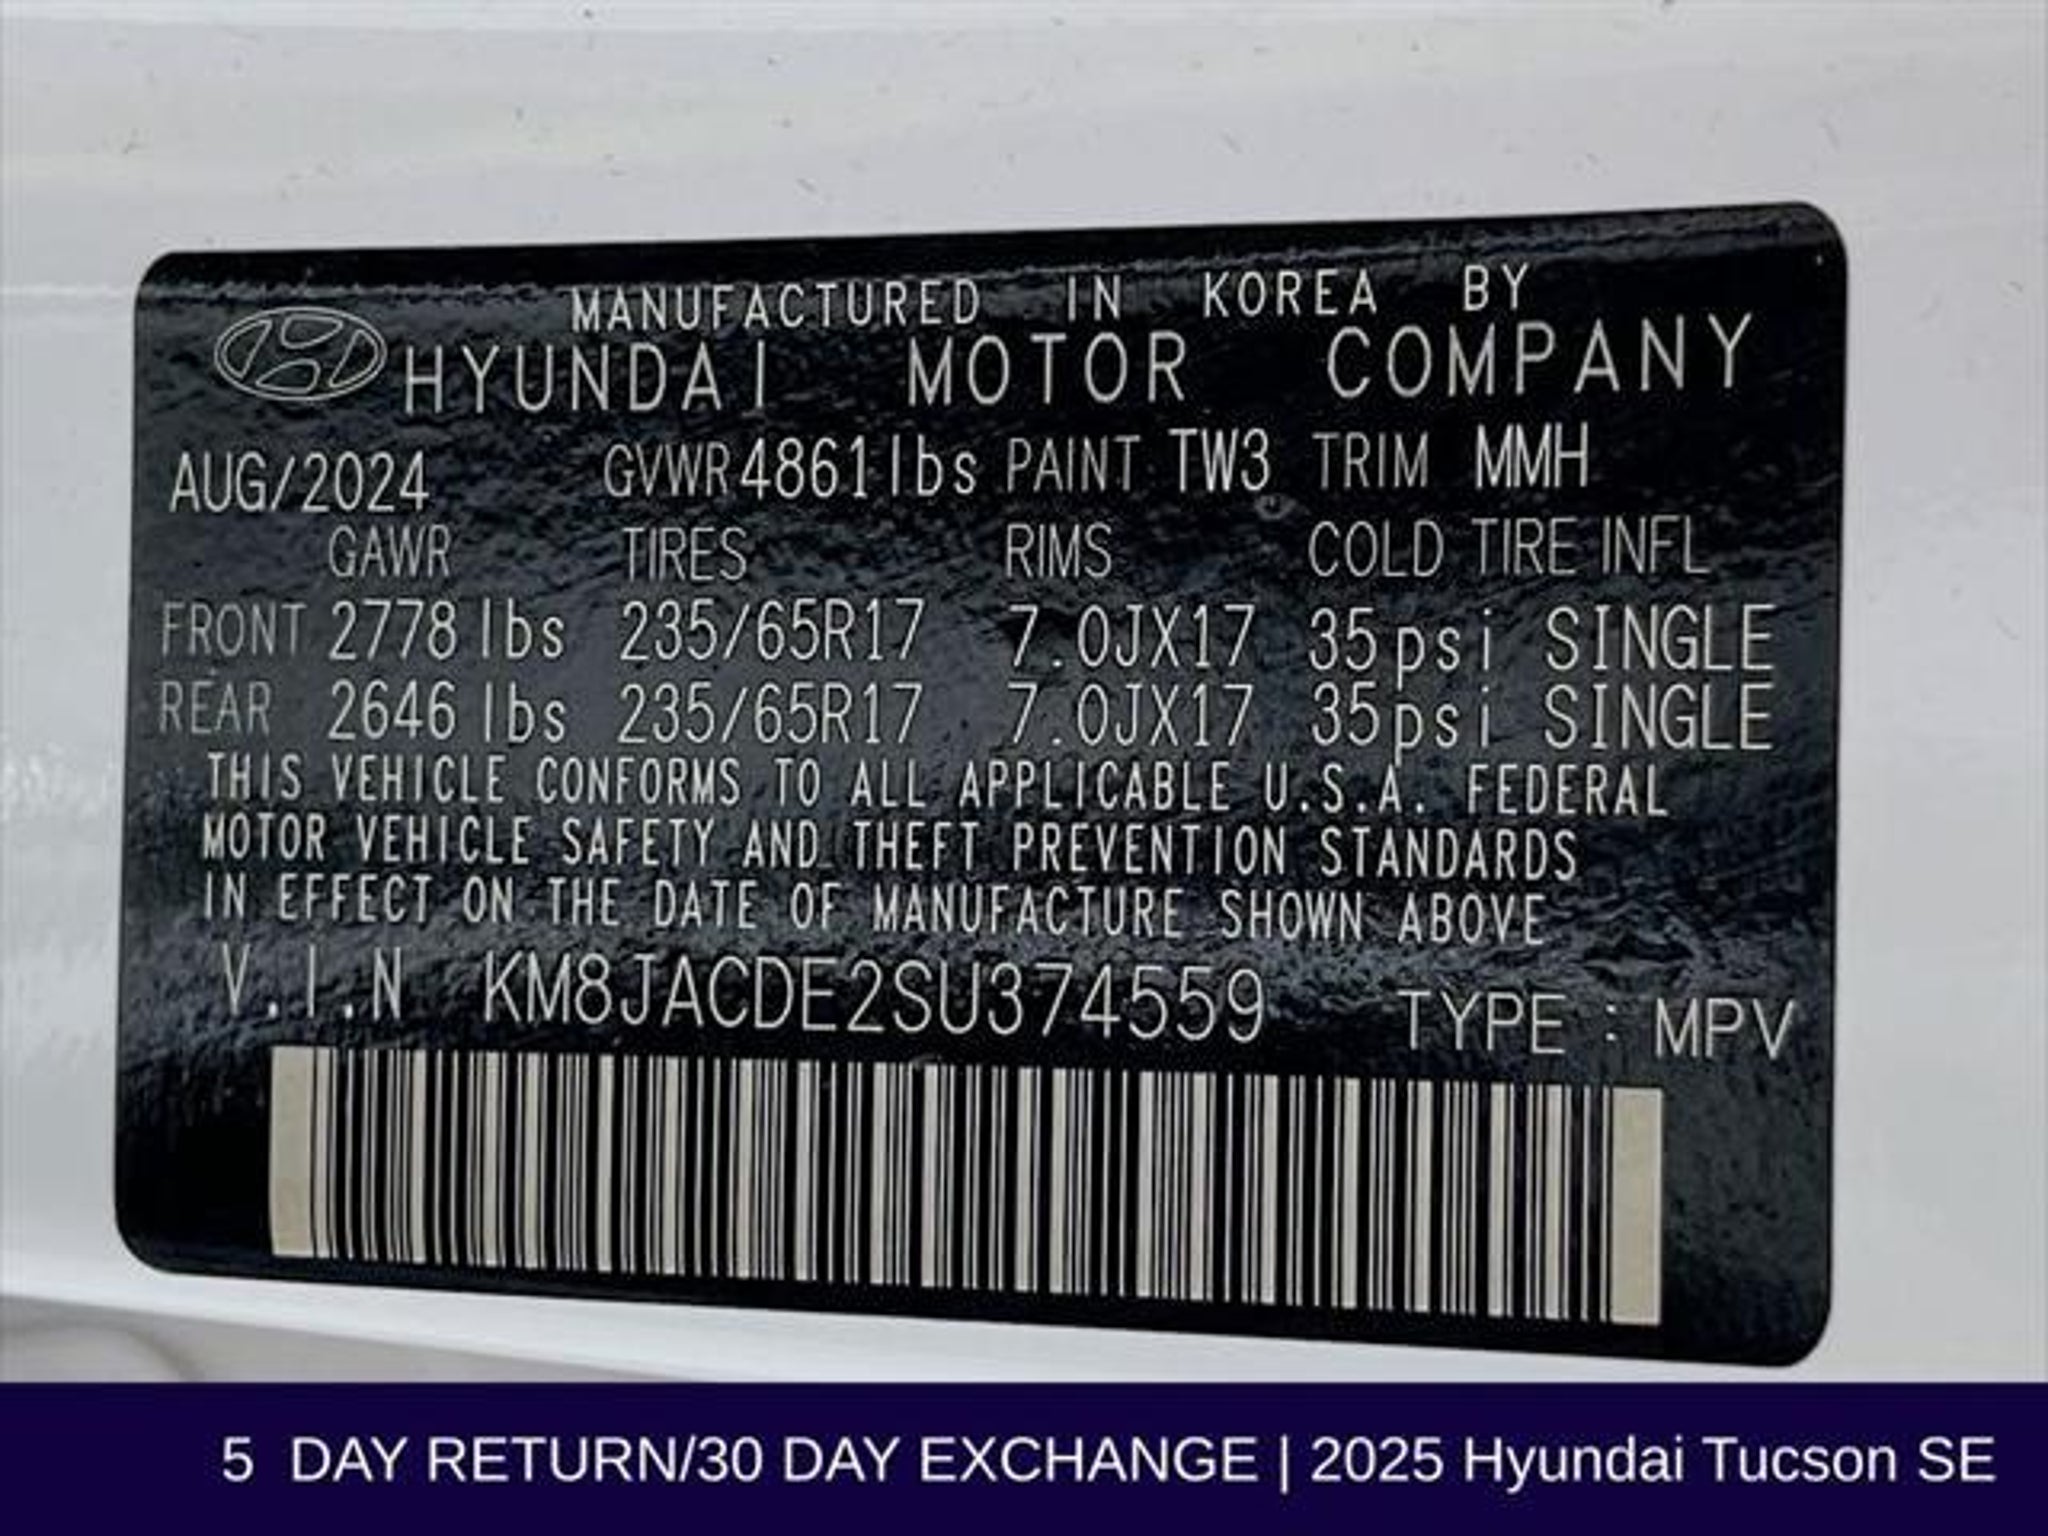 MANUFACTURED IN KOREA BY
HYUNDAI MOTOR COMPANY
AUG/2024 GVWR 4861 lbs PAINT TW3 TRIM MMH
GAWR TIRES RIMS COLD TIRE INFL
FRONT 2778 lbs 235/65R17 7.0JX17 35psi SINGLE
REAR 2646 lbs 235/65R17 7.0JX17 35psi SINGLE
THIS VEHICLE CONFORMS TO ALL APPLICABLE U.S.A. FEDERAL
MOTOR VEHICLE SAFETY AND THEFT PREVENTION STANDARDS
IN EFFECT ON THE DATE OF MANUFACTURE SHOWN ABOVE
V.I.N KM8JACDE2SU374559 TYPE : MPV
5 DAY RETURN/30 DAY EXCHANGE | 2025 Hyundai Tucson SE